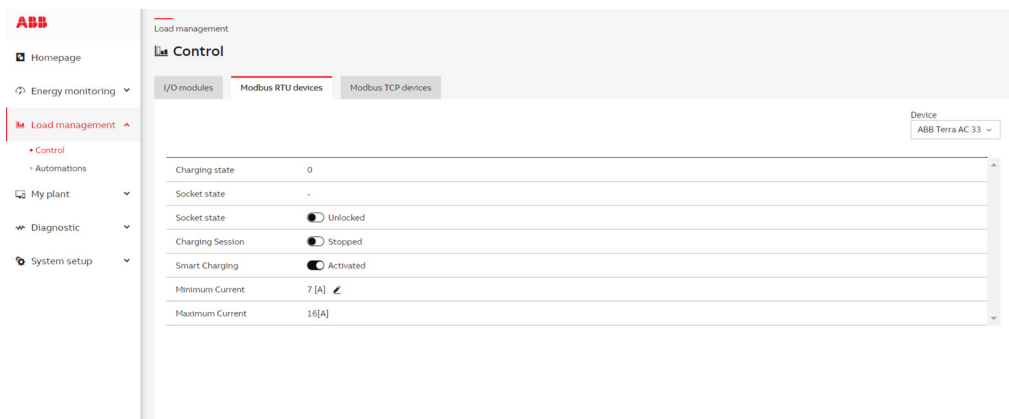 ABB
Homepage
Energy monitoring
Load management
Control
Automations
My plant
Diagnostic
System setup
Load management
Control
I/O modules
Modbus RTU devices
Modbus TCP devices
Device
ABB Terra AC 33
Charging state 0
Socket state -
Socket state Unlocked
Charging Session Stopped
Smart Charging Activated
Minimum Current 7 [A]
Maximum Current 16[A]